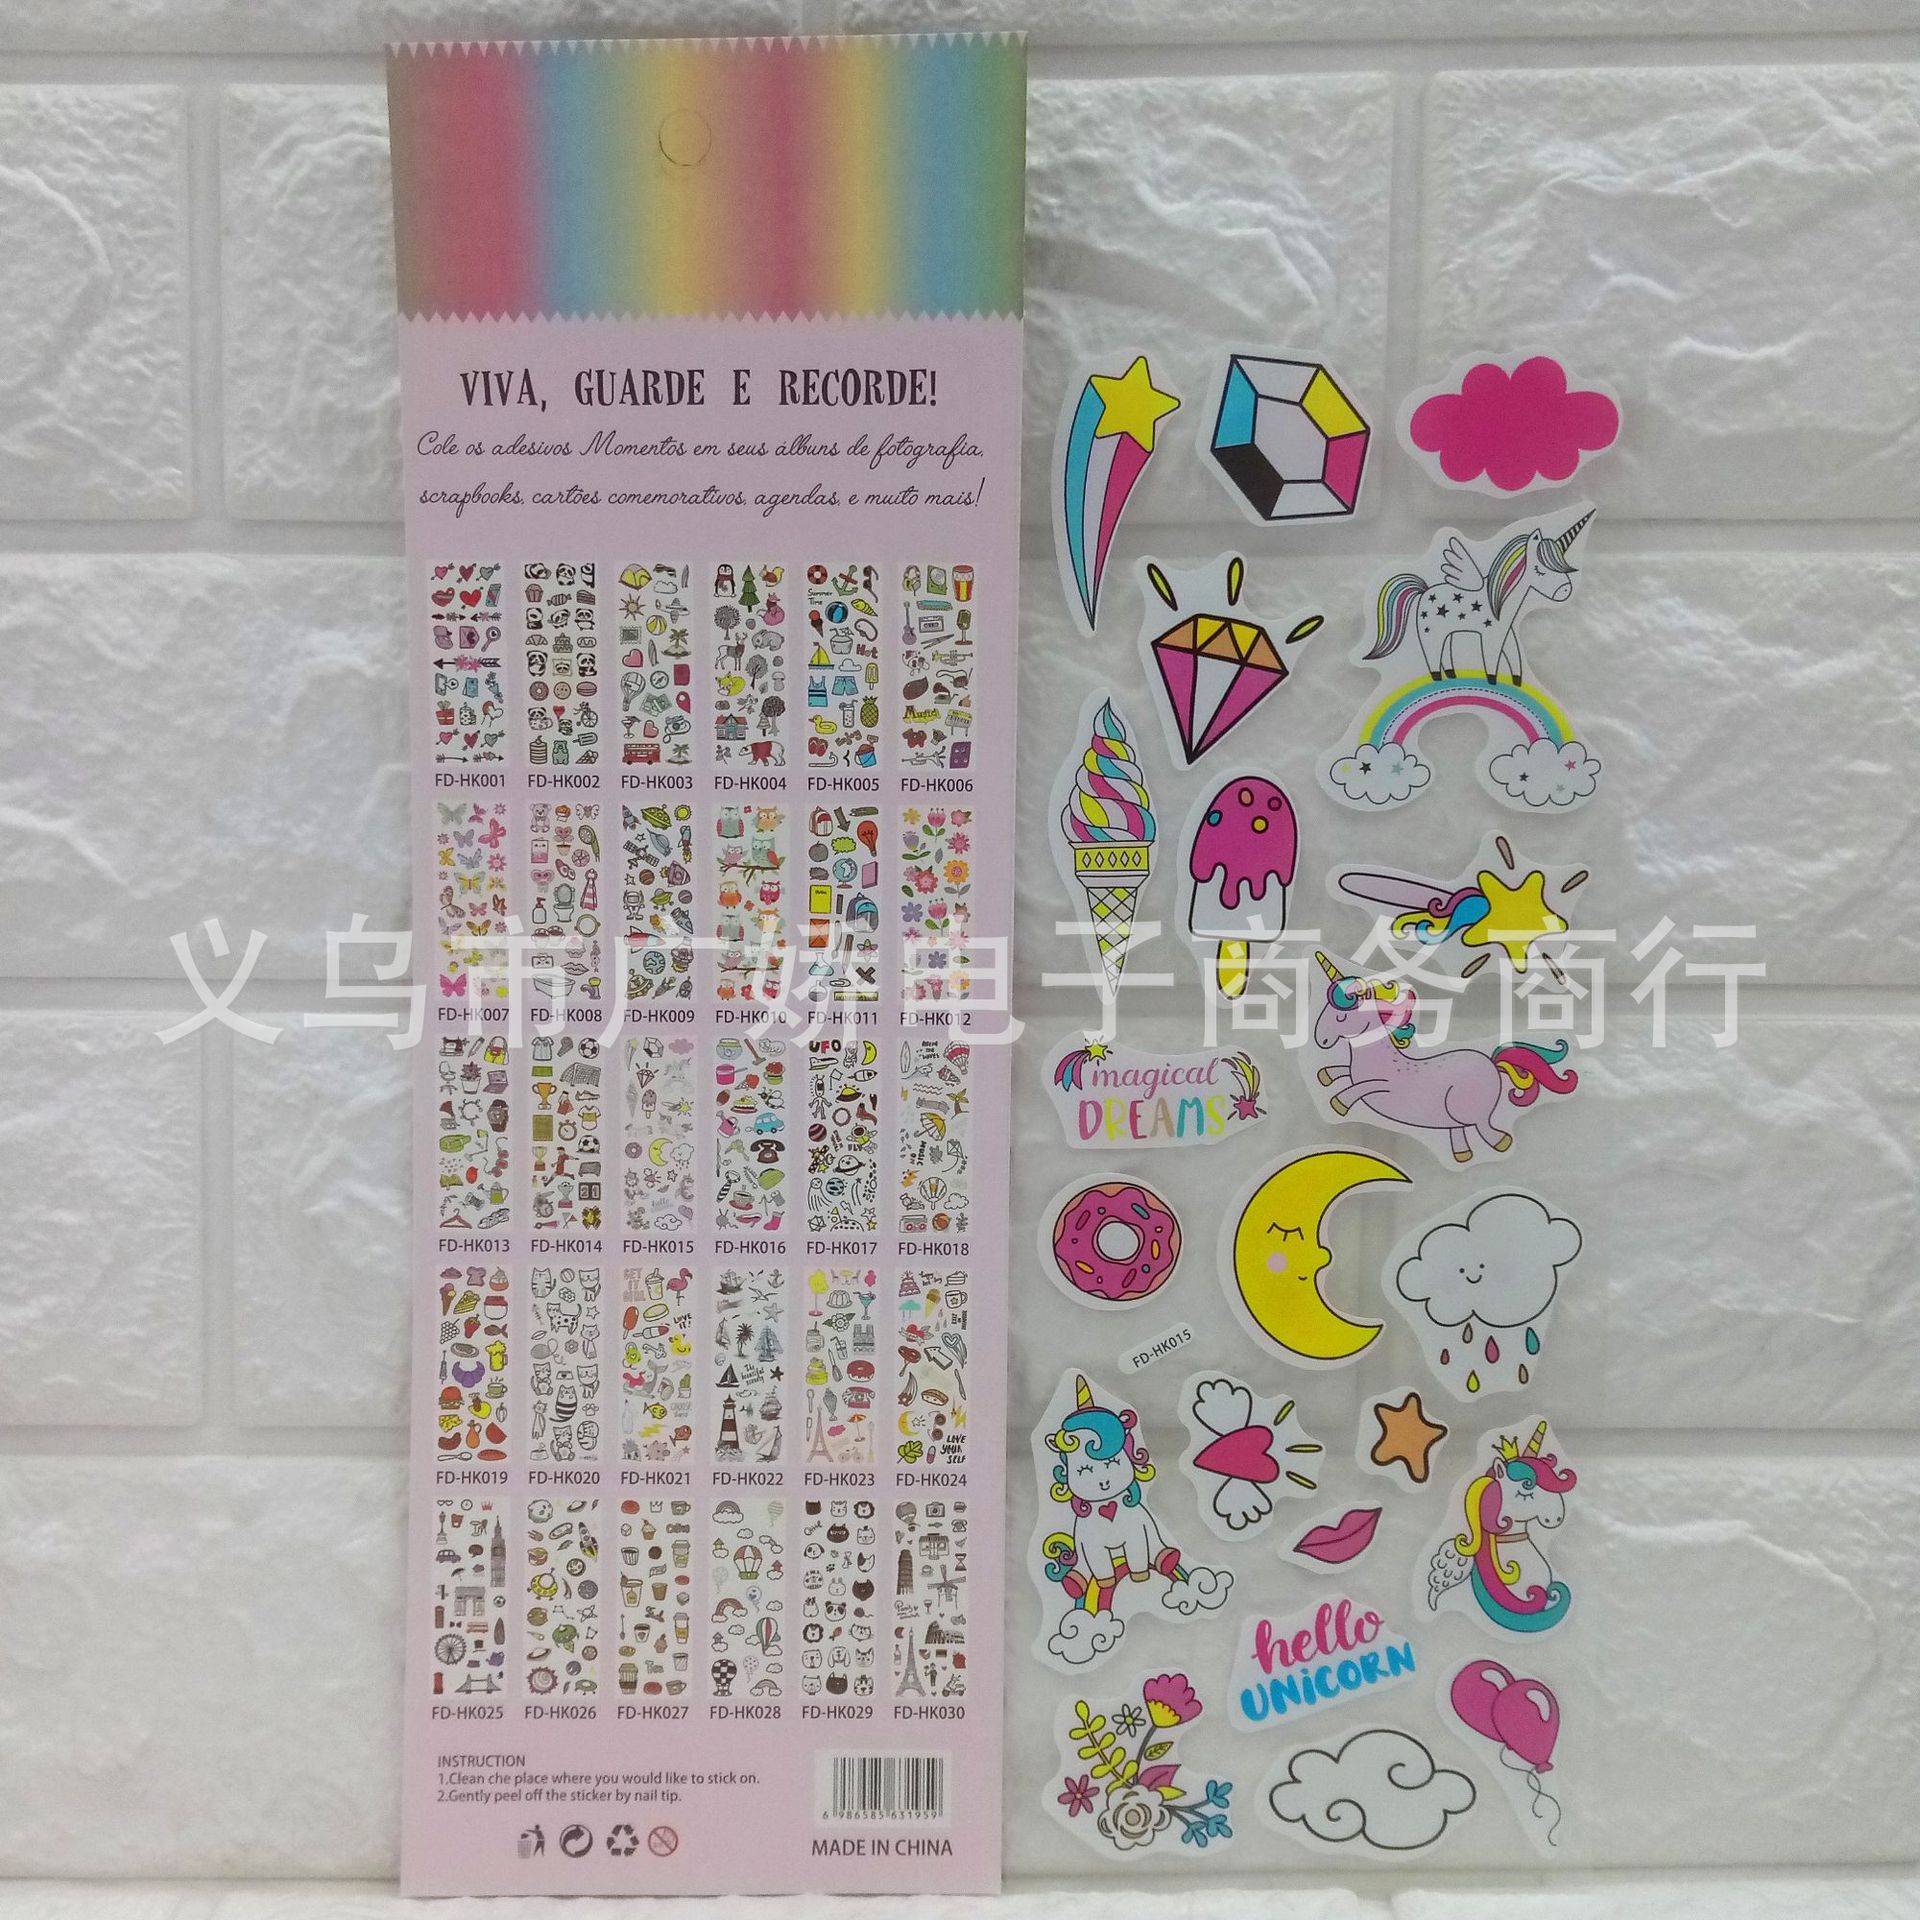 VIVA, GUARDE E RECORDE!
Cole os adesivos Momentos em seus álbuns de fotografia,
scrapbooks, cartões comemorativos, agendas, e muito mais!
FD-HK001 FD-HK002 FD-HK003 FD-HK004 FD-HK005 FD-HK006
FD-HK007 FD-HK008 FD-HK009 FD-HK010 FD-HK011 FD-HK012
FD-HK013 FD-HK014 FD-HK015 FD-HK016 FD-HK017 FD-HK018
FD-HK019 FD-HK020 FD-HK021 FD-HK022 FD-HK023 FD-HK024
FD-HK025 FD-HK026 FD-HK027 FD-HK028 FD-HK029 FD-HK030
INSTRUCTION
1.Clean che place where you would like to stick on.
2.Gently peel off the sticker by nail tip.
6 986585 631959
MADE IN CHINA
magical
DREAMS
FD-HK015
hello
UNiCORN
义乌市广娇电子商务商行